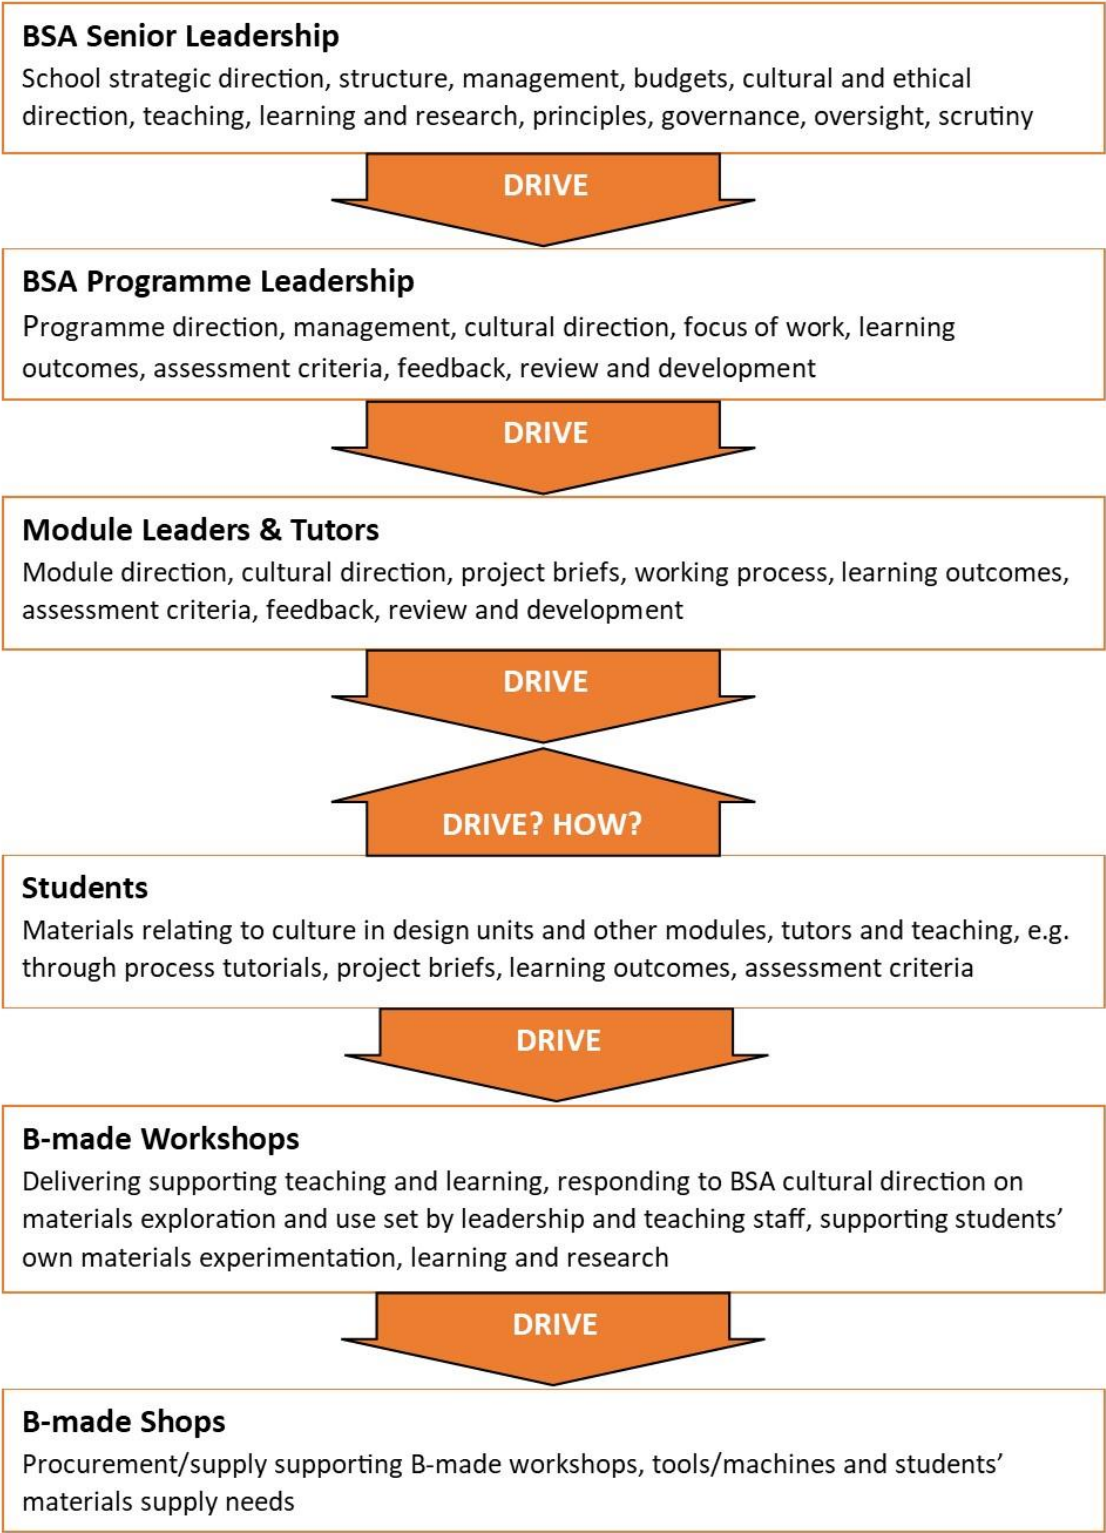 BSA Senior Leadership
School strategic direction, structure, management, budgets, cultural and ethical
direction, teaching, learning and research, principles, governance, oversight, scrutiny
DRIVE
BSA Programme Leadership
Programme direction, management, cultural direction, focus of work, learning
outcomes, assessment criteria, feedback, review and development
DRIVE
Module Leaders & Tutors
Module direction, cultural direction, project briefs, working process, learning outcomes,
assessment criteria, feedback, review and development
DRIVE
DRIVE? HOW?
Students
Materials relating to culture in design units and other modules, tutors and teaching, e.g.
through process tutorials, project briefs, learning outcomes, assessment criteria
DRIVE
B-made Workshops
Delivering supporting teaching and learning, responding to BSA cultural direction on
materials exploration and use set by leadership and teaching staff, supporting students’
own materials experimentation, learning and research
DRIVE
B-made Shops
Procurement/supply supporting B-made workshops, tools/machines and students’
materials supply needs